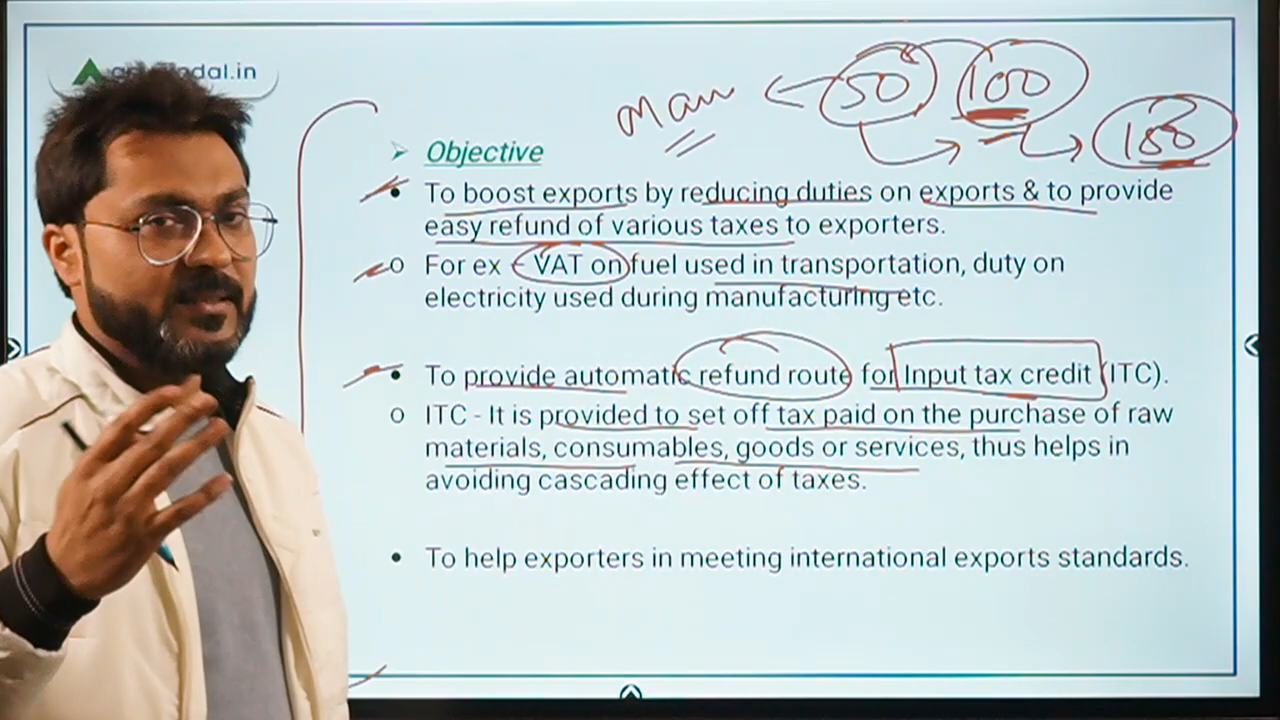 dal.in
Man 50 100
188
➤ Objective
• To boost exports by reducing duties on exports & to provide
easy refund of various taxes to exporters.
o For ex - VAT on fuel used in transportation, duty on
electricity used during manufacturing etc.
• To provide automatic refund route for Input tax credit (ITC).
o ITC - It is provided to set off tax paid on the purchase of raw
materials, consumables, goods or services, thus helps in
avoiding cascading effect of taxes.
• To help exporters in meeting international exports standards.